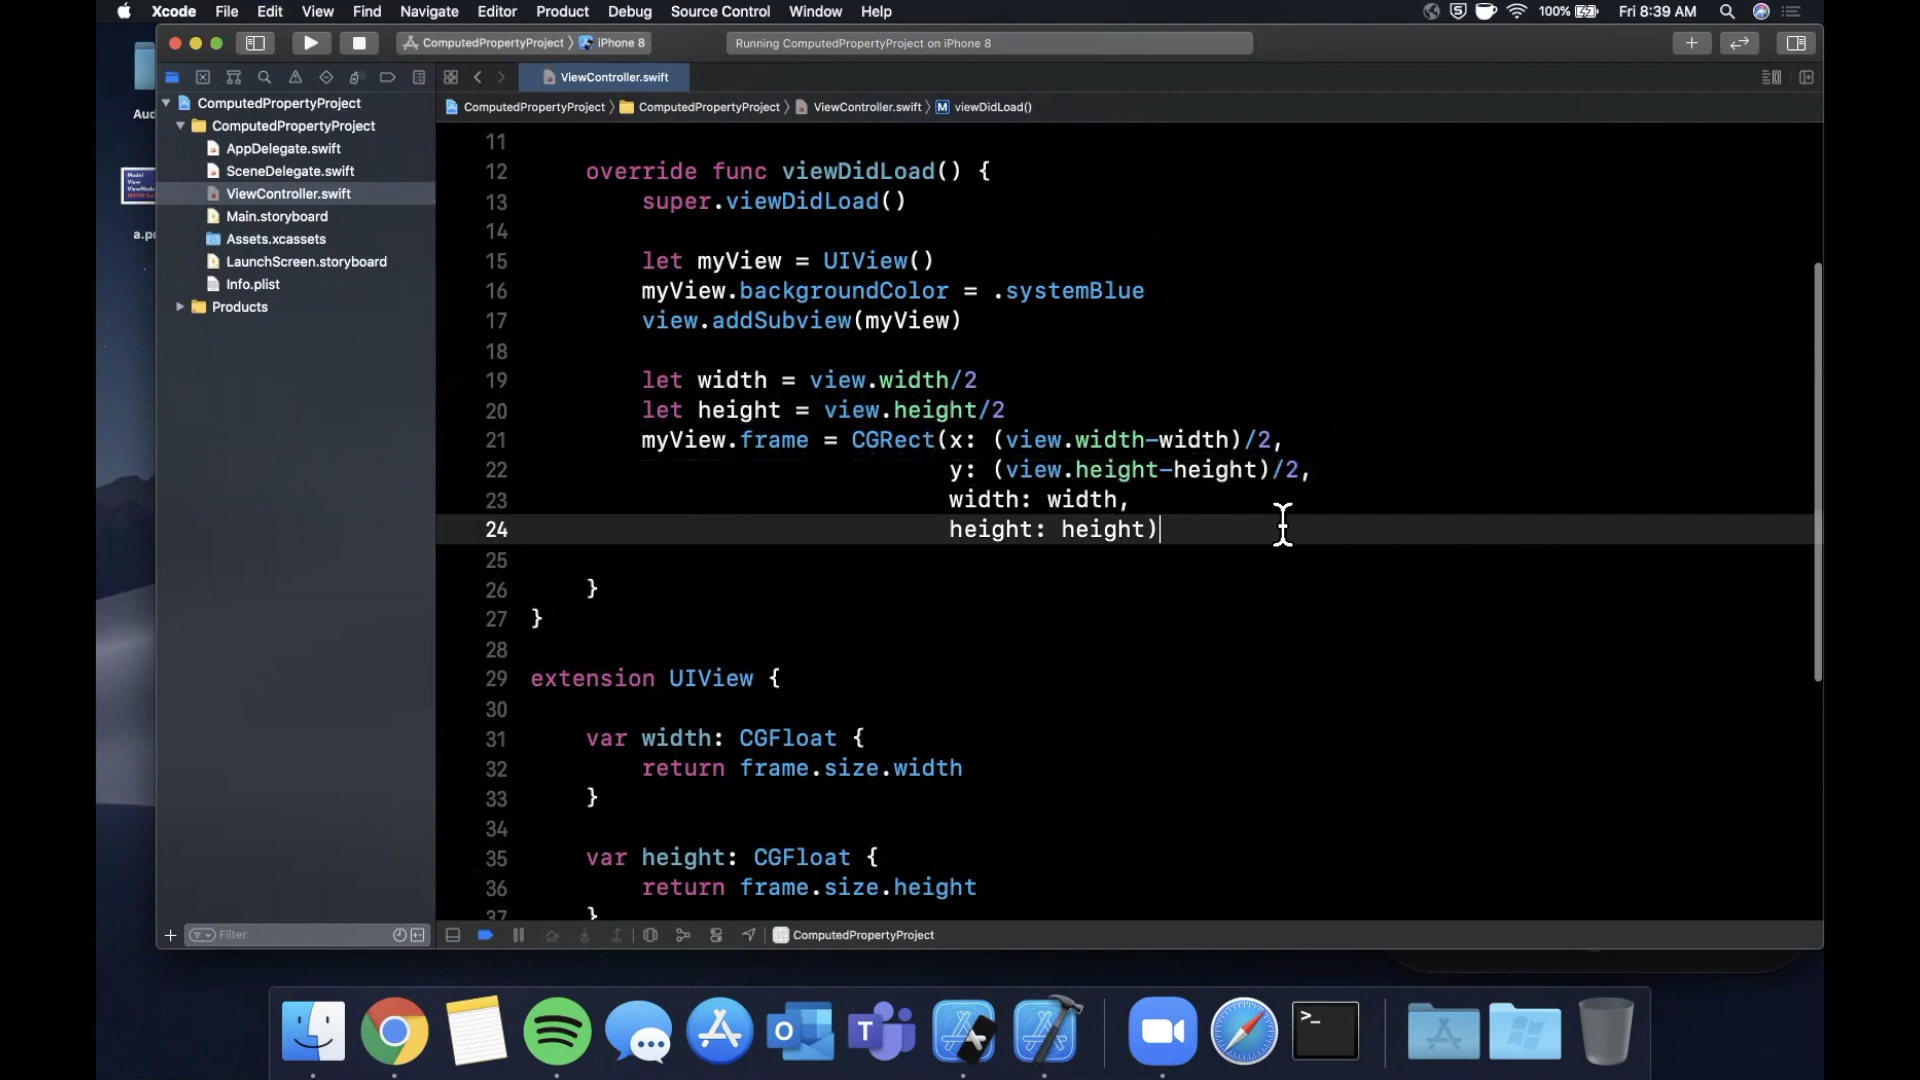 Xcode File Edit View Find Navigate Editor Product Debug Source Control Window Help 100% Fri 8:39 AM
ComputedPropertyProject iPhone 8 Running ComputedPropertyProject on iPhone 8
ViewController.swift
ComputedPropertyProject ComputedPropertyProject ViewController.swift M viewDidLoad()
ComputedPropertyProject
ComputedPropertyProject
AppDelegate.swift
SceneDelegate.swift
ViewController.swift
Main.storyboard
Assets.xcassets
LaunchScreen.storyboard
Info.plist
Products
Filter
Model
View
a.p
11
12 override func viewDidLoad() {
13 super.viewDidLoad()
14
15 let myView = UIView()
16 myView.backgroundColor = .systemBlue
17 view.addSubview(myView)
18
19 let width = view.width/2
20 let height = view.height/2
21 myView.frame = CGRect(x: (view.width-width)/2,
22 y: (view.height-height)/2,
23 width: width,
24 height: height)
25
26 }
27 }
28
29 extension UIView {
30
31 var width: CGFloat {
32 return frame.size.width
33 }
34
35 var height: CGFloat {
36 return frame.size.height
37 }
ComputedPropertyProject